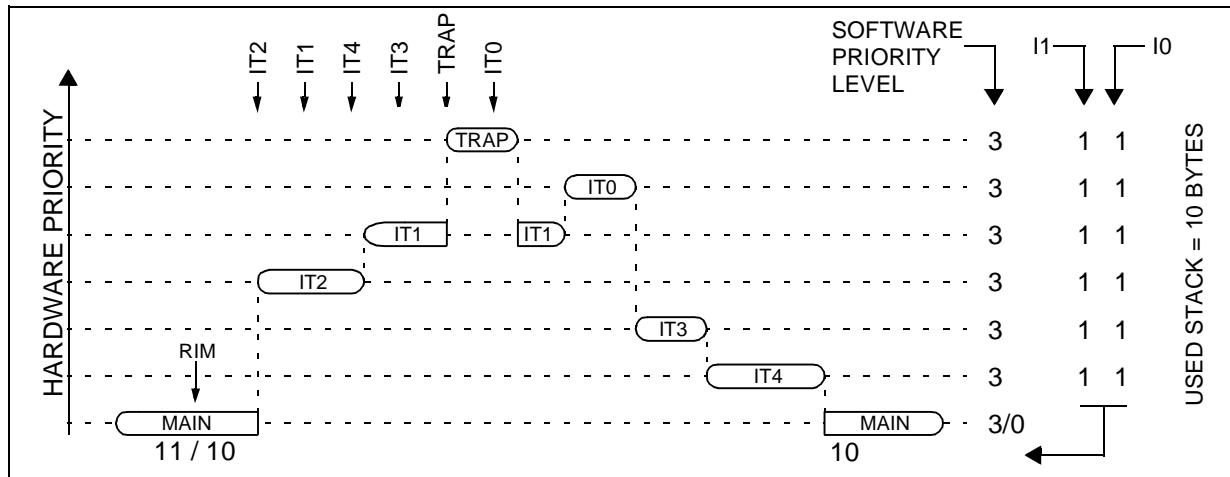 IT2
IT1
IT4
IT3
TRAP
IT0
SOFTWARE
PRIORITY
LEVEL
I1
I0
HARDWARE PRIORITY
TRAP
3
1 1
IT0
3
1 1
IT1
IT1
3
1 1
IT2
3
1 1
IT3
3
1 1
RIM
IT4
3
1 1
MAIN
MAIN
3/0
11 / 10
10
USED STACK = 10 BYTES